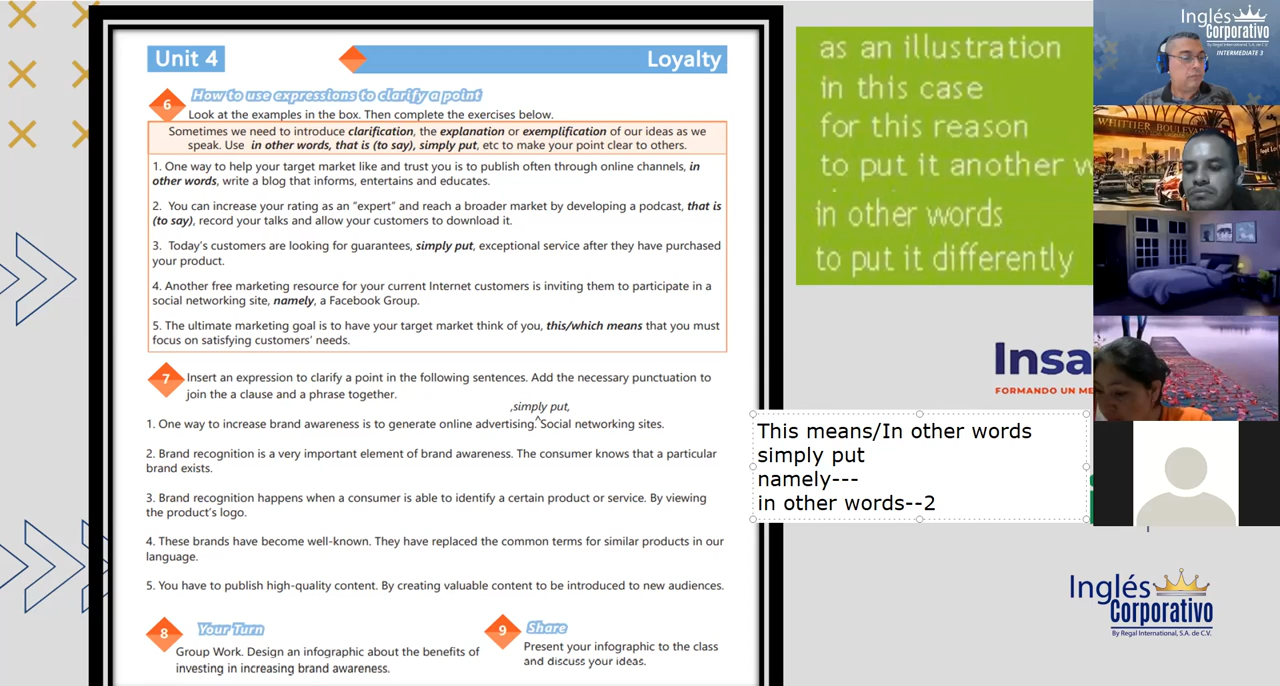 Unit 4
Loyalty
6
How to use expressions to clarify a point
Look at the examples in the box. Then complete the exercises below.
Sometimes we need to introduce clarification, the explanation or exemplification of our ideas as we
speak. Use in other words, that is (to say), simply put, etc to make your point clear to others.
1. One way to help your target market like and trust you is to publish often through online channels, in
other words, write a blog that informs, entertains and educates.
2. You can increase your rating as an “expert” and reach a broader market by developing a podcast, that is
(to say), record your talks and allow your customers to download it.
3. Today’s customers are looking for guarantees, simply put, exceptional service after they have purchased
your product.
4. Another free marketing resource for your current Internet customers is inviting them to participate in a
social networking site, namely, a Facebook Group.
5. The ultimate marketing goal is to have your target market think of you, this/which means that you must
focus on satisfying customers’ needs.
7
Insert an expression to clarify a point in the following sentences. Add the necessary punctuation to
join the a clause and a phrase together.
,simply put,
1. One way to increase brand awareness is to generate online advertising.^Social networking sites.
2. Brand recognition is a very important element of brand awareness. The consumer knows that a particular
brand exists.
3. Brand recognition happens when a consumer is able to identify a certain product or service. By viewing
the product’s logo.
4. These brands have become well-known. They have replaced the common terms for similar products in our
language.
5. You have to publish high-quality content. By creating valuable content to be introduced to new audiences.
8
Your Turn
Group Work. Design an infographic about the benefits of
investing in increasing brand awareness.
9
Share
Present your infographic to the class
and discuss your ideas.
as an illustration
in this case
for this reason
to put it another w
in other words
to put it differently
Insa
FORMANDO UN ME
This means/In other words
simply put
namely---
in other words--2
Inglés
Corporativo
By Regal International, S.A. de C.V.
INTERMEDIATE 3
WHITTIER BOULEVARD
Inglés
Corporativo
By Regal International, S.A. de C.V.